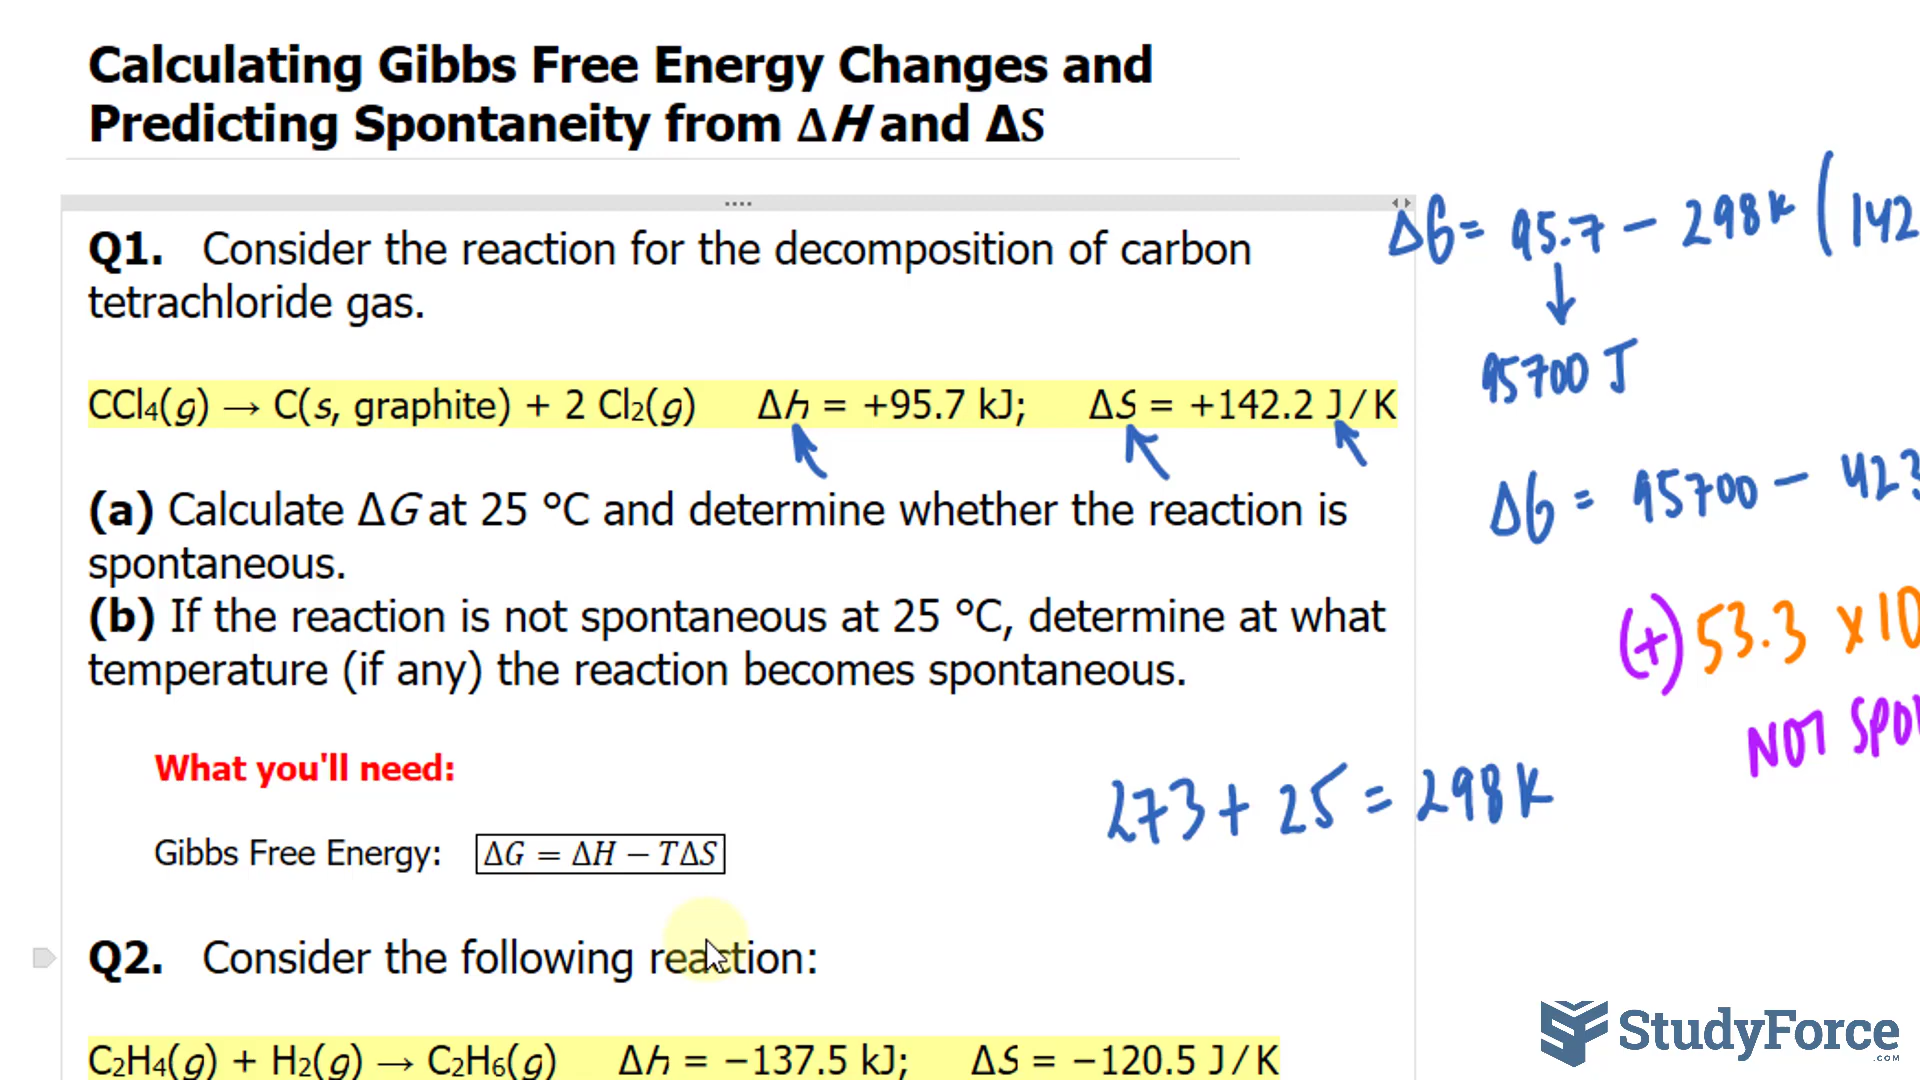 Calculating Gibbs Free Energy Changes and
Predicting Spontaneity from ΔH and ΔS
Q1. Consider the reaction for the decomposition of carbon
tetrachloride gas.
CCl4(g) → C(s, graphite) + 2 Cl2(g) Δh = +95.7 kJ; ΔS = +142.2 J/K
(a) Calculate ΔG at 25 °C and determine whether the reaction is
spontaneous.
(b) If the reaction is not spontaneous at 25 °C, determine at what
temperature (if any) the reaction becomes spontaneous.
What you'll need:
Gibbs Free Energy: ΔG = ΔH − TΔS
273 + 25 = 298 K
Q2. Consider the following reaction:
C2H4(g) + H2(g) → C2H6(g) Δh = −137.5 kJ; ΔS = −120.5 J/K
ΔG = 95.7 − 298 K (142
95700 J
ΔG = 95700 − 423
(+) 53.3 x10
NOT SPO
StudyForce
.COM